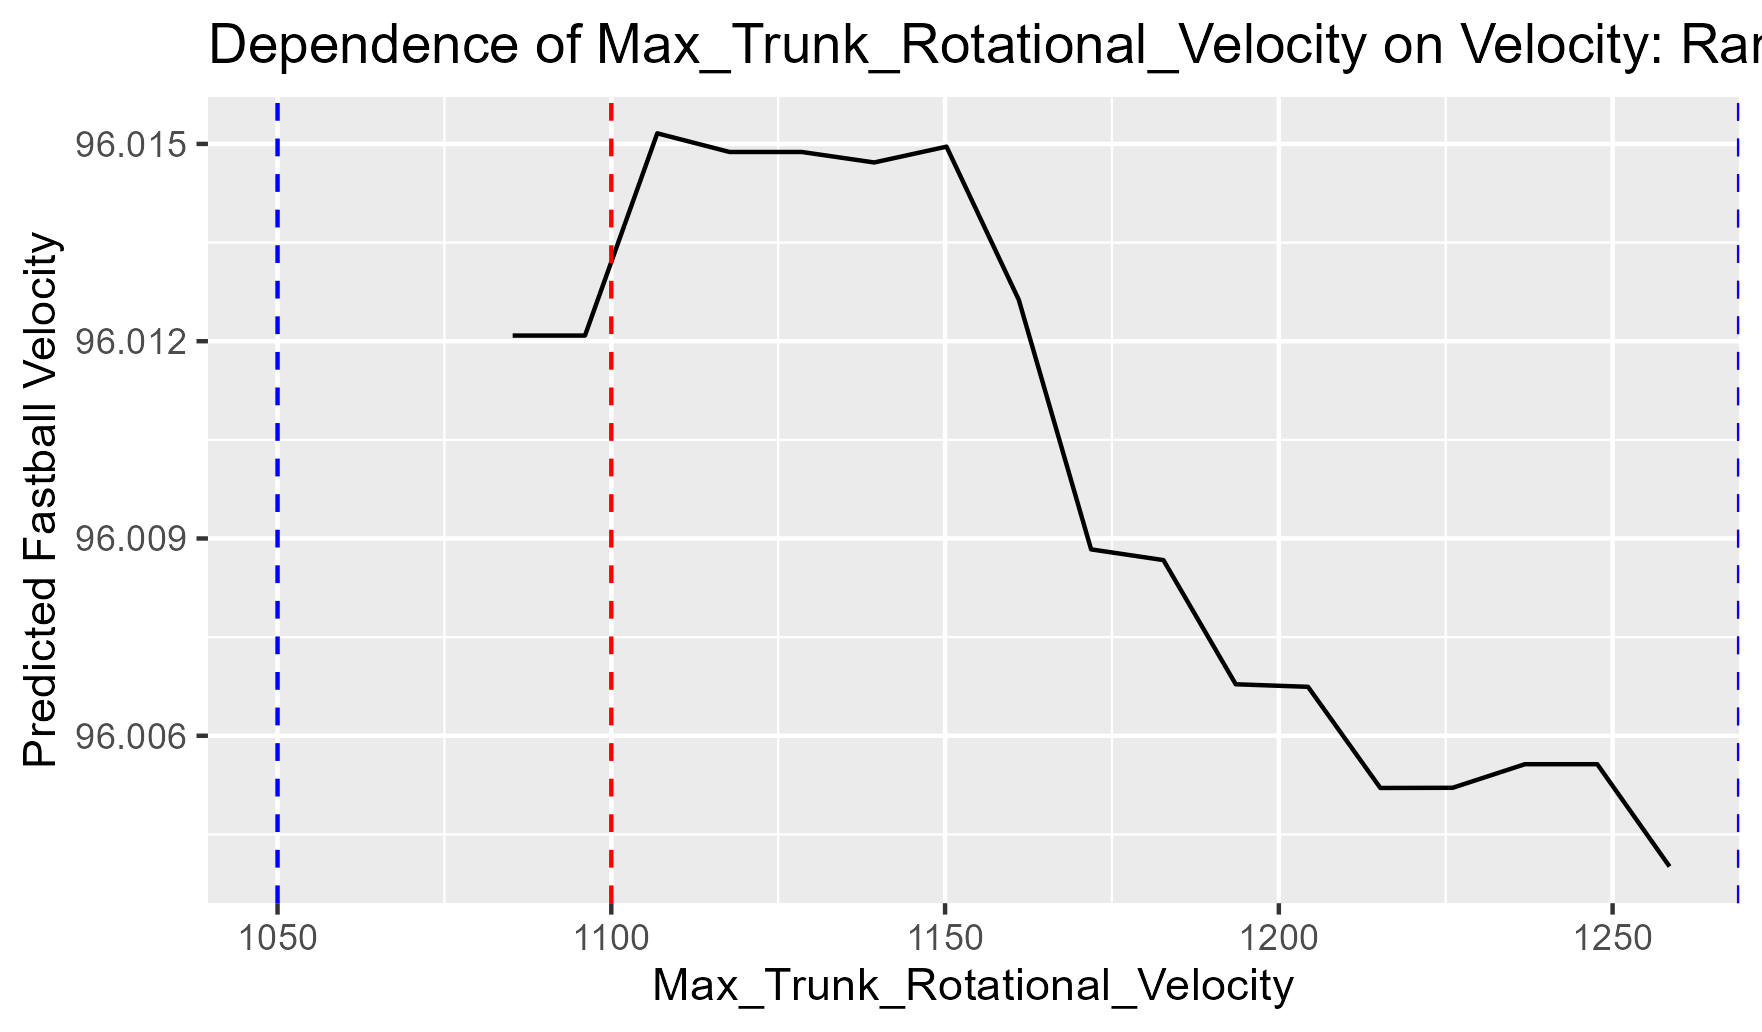 Dependence of Max_Trunk_Rotational_Velocity on Velocity: Rar
Predicted Fastball Velocity
96.015
96.012
96.009
96.006
1050 1100 1150 1200 1250
Max_Trunk_Rotational_Velocity